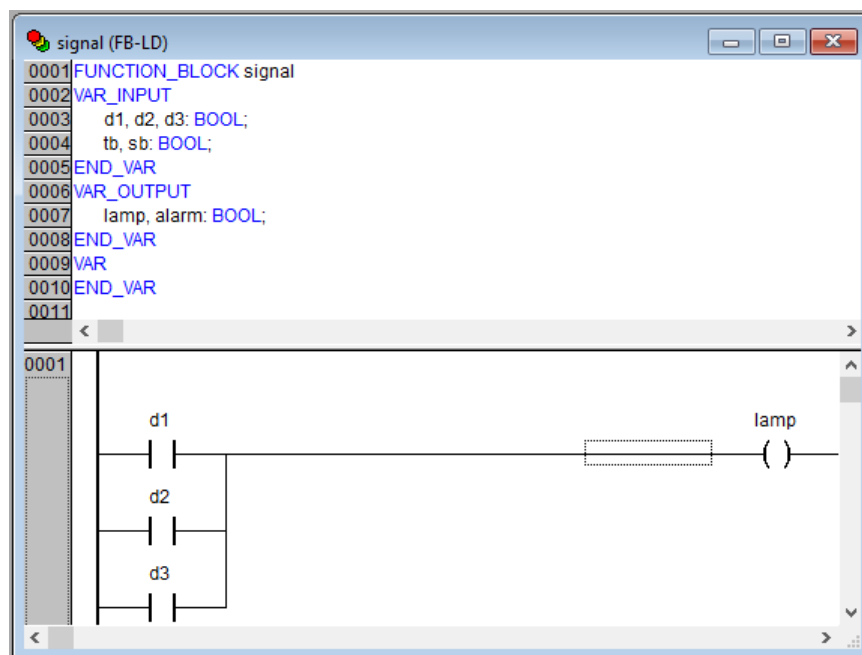 signal (FB-LD)
0001 FUNCTION_BLOCK signal
0002 VAR_INPUT
0003 d1, d2, d3: BOOL;
0004 tb, sb: BOOL;
0005 END_VAR
0006 VAR_OUTPUT
0007 lamp, alarm: BOOL;
0008 END_VAR
0009 VAR
0010 END_VAR
0011
0001
d1 lamp
d2
d3